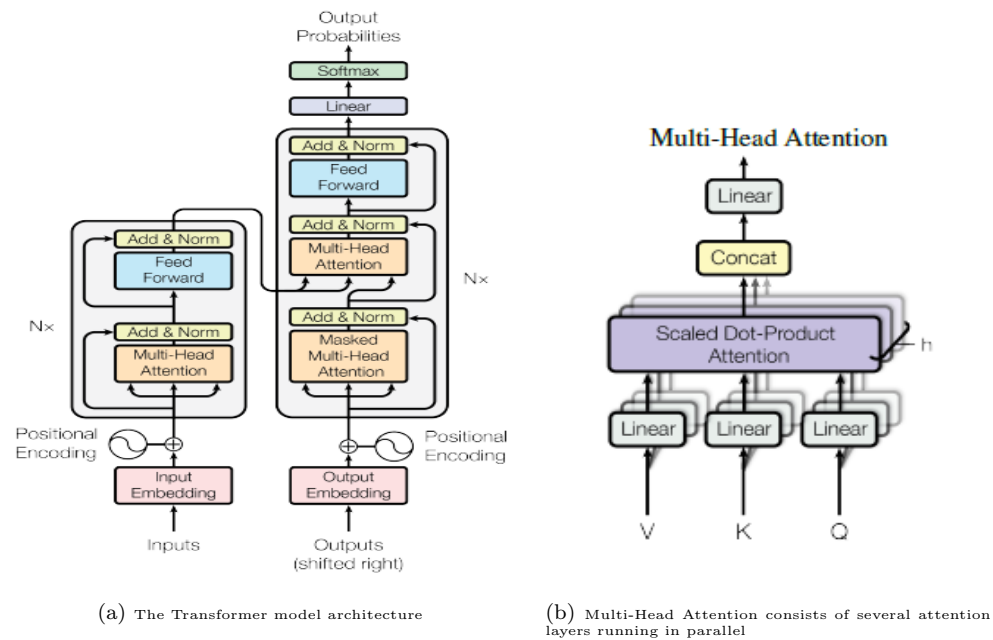 Output
Probabilities
Softmax
Linear
Add & Norm
Feed
Forward
Add & Norm
Multi-Head
Attention
Nx
Add & Norm
Masked
Multi-Head
Attention
Add & Norm
Feed
Forward
Nx
Add & Norm
Multi-Head
Attention
Positional
Encoding
Positional
Encoding
Input
Embedding
Output
Embedding
Inputs
Outputs
(shifted right)
(a) The Transformer model architecture
Multi-Head Attention
Linear
Concat
Scaled Dot-Product
Attention
h
Linear
Linear
Linear
V
K
Q
(b) Multi-Head Attention consists of several attention
layers running in parallel